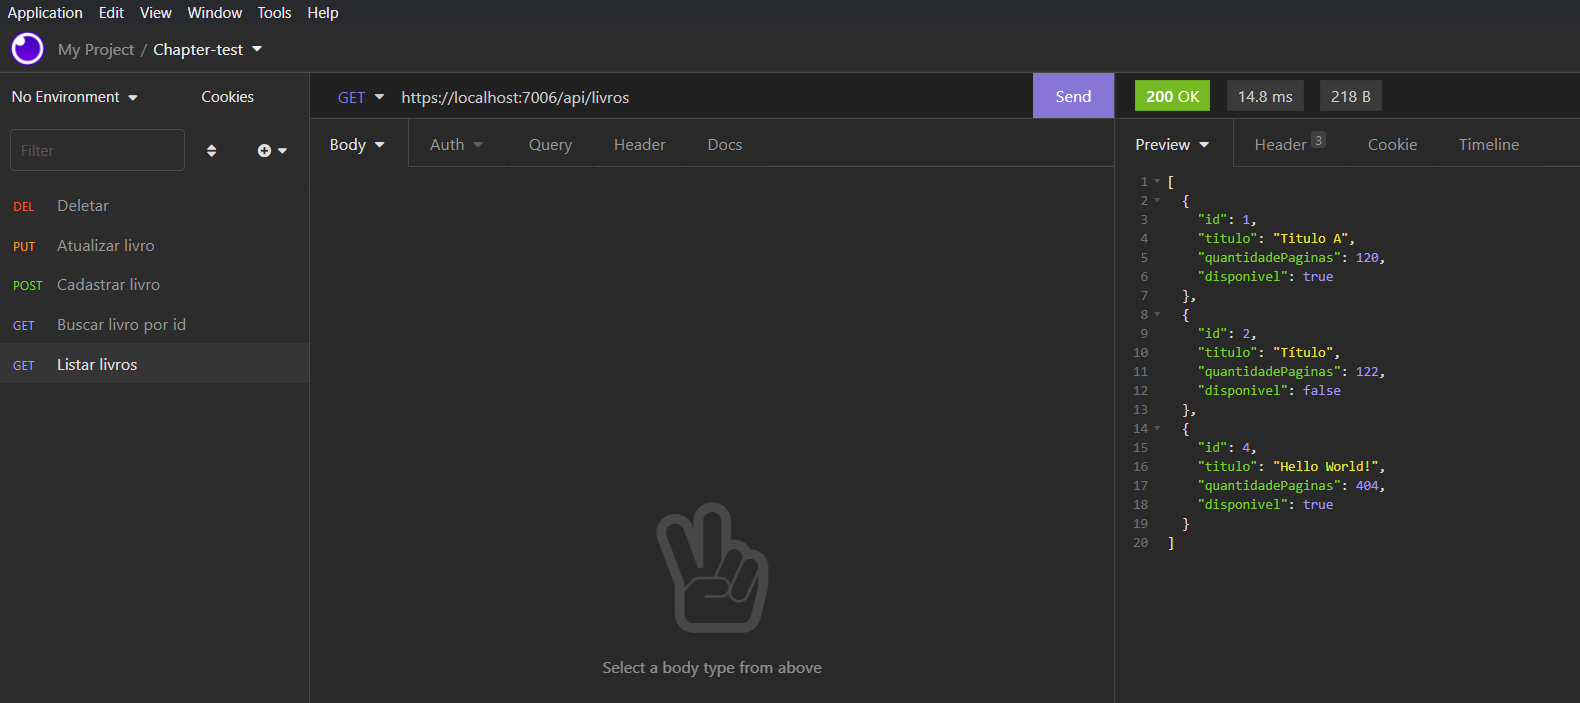 Application Edit View Window Tools Help
My Project / Chapter-test
No Environment Cookies
GET https://localhost:7006/api/livros Send
200 OK 14.8 ms 218 B
Filter
Body Auth Query Header Docs
Preview Header 3 Cookie Timeline
DEL Deletar
PUT Atualizar livro
POST Cadastrar livro
GET Buscar livro por id
GET Listar livros
1 [
2 {
3 "id": 1,
4 "titulo": "Titulo A",
5 "quantidadePaginas": 120,
6 "disponivel": true
7 },
8 {
9 "id": 2,
10 "titulo": "Título",
11 "quantidadePaginas": 122,
12 "disponivel": false
13 },
14 {
15 "id": 4,
16 "titulo": "Hello World!",
17 "quantidadePaginas": 404,
18 "disponivel": true
19 }
20 ]
Select a body type from above